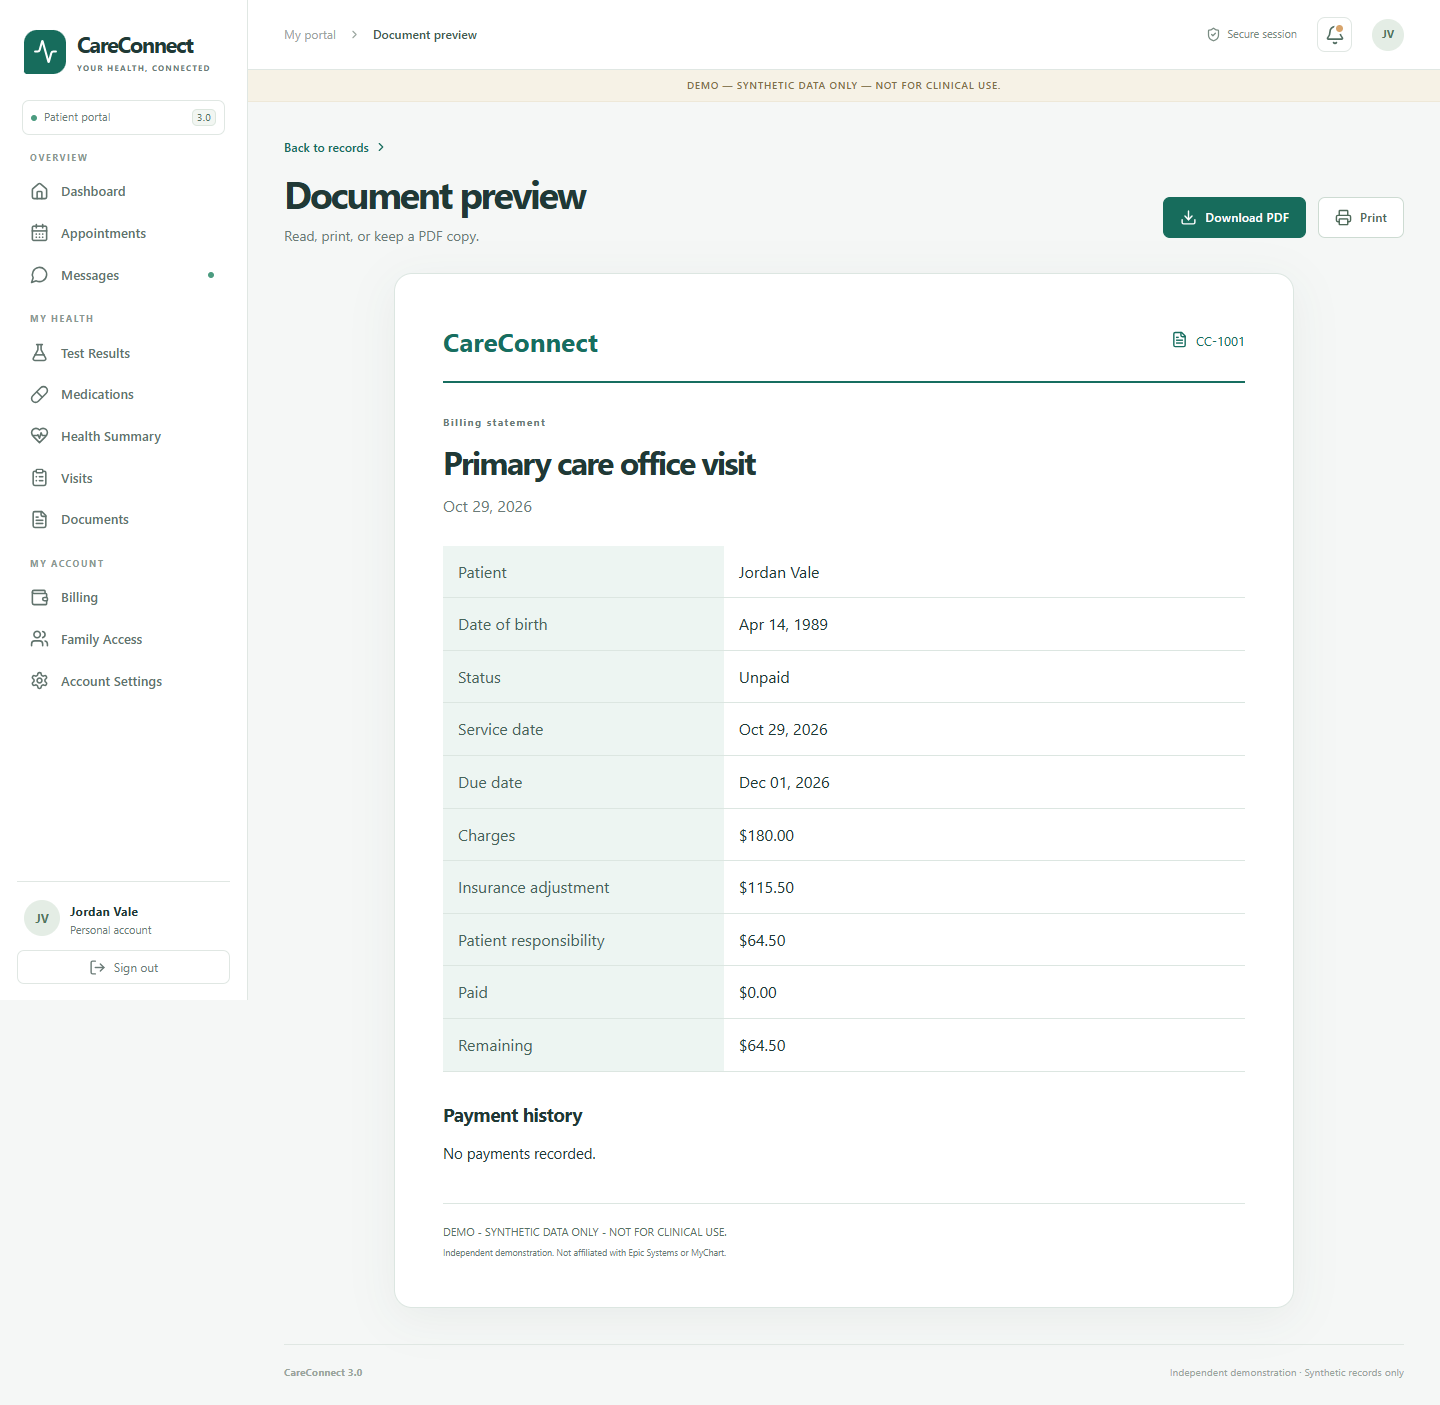 CareConnect
YOUR HEALTH, CONNECTED
Patient portal 3.0
OVERVIEW
Dashboard
Appointments
Messages
MY HEALTH
Test Results
Medications
Health Summary
Visits
Documents
MY ACCOUNT
Billing
Family Access
Account Settings
JV
Jordan Vale
Personal account
Sign out
My portal
Document preview
Secure session
JV
DEMO — SYNTHETIC DATA ONLY — NOT FOR CLINICAL USE.
Back to records
Document preview
Read, print, or keep a PDF copy.
Download PDF
Print
CareConnect
CC-1001
Billing statement
Primary care office visit
Oct 29, 2026
Patient Jordan Vale
Date of birth Apr 14, 1989
Status Unpaid
Service date Oct 29, 2026
Due date Dec 01, 2026
Charges $180.00
Insurance adjustment $115.50
Patient responsibility $64.50
Paid $0.00
Remaining $64.50
Payment history
No payments recorded.
DEMO - SYNTHETIC DATA ONLY - NOT FOR CLINICAL USE.
Independent demonstration. Not affiliated with Epic Systems or MyChart.
CareConnect 3.0
Independent demonstration · Synthetic records only